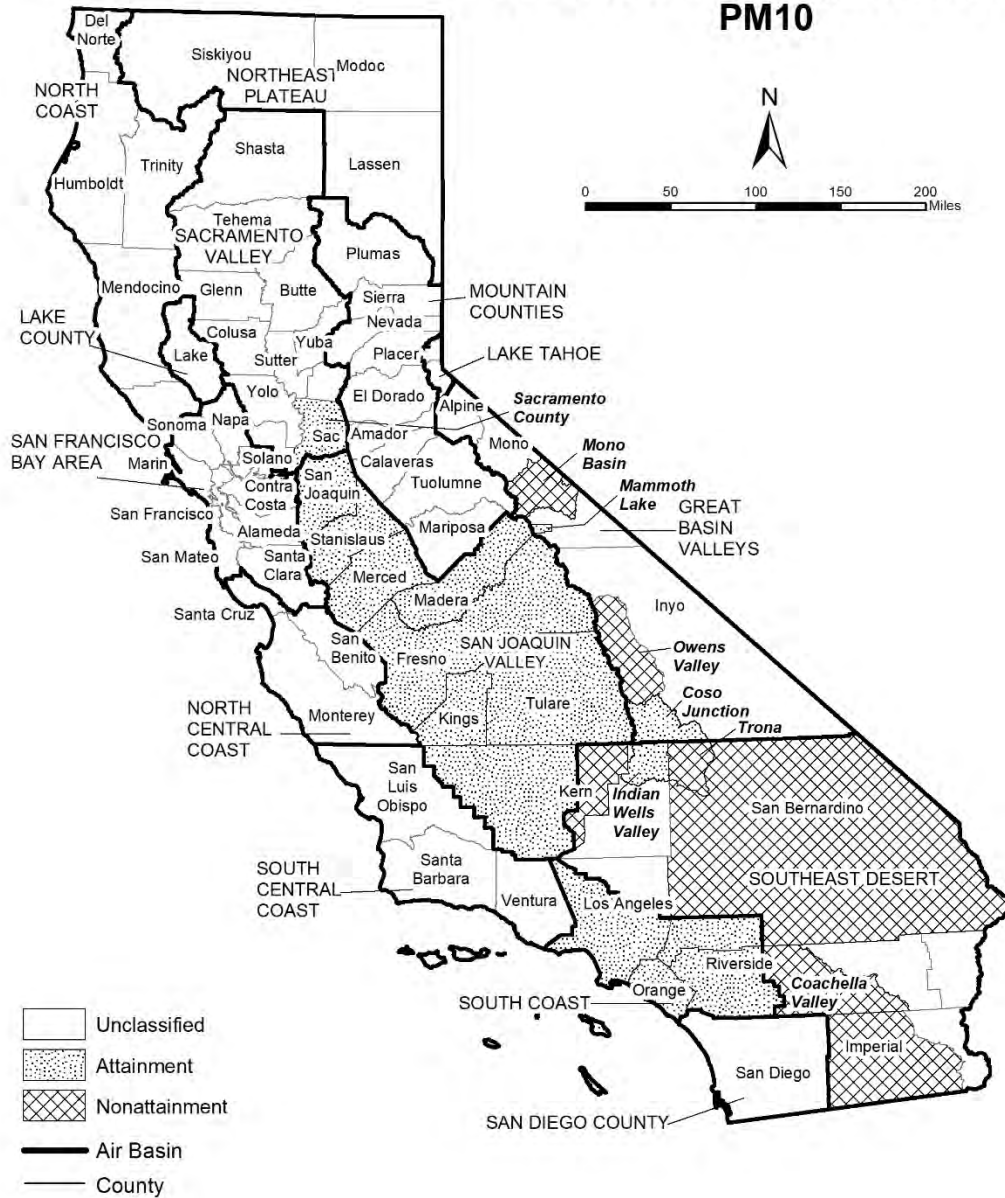 PM10
N
0 50 100 150 200
Miles
Del
Norte
Siskiyou
Modoc
NORTHEAST
PLATEAU
NORTH
COAST
Shasta
Trinity
Lassen
Humboldt
Tehema
SACRAMENTO
VALLEY
Plumas
Mendocino
Glenn
Butte
Sierra
MOUNTAIN
COUNTIES
Nevada
LAKE
COUNTY
Colusa
Yuba
Lake
Sutter
Placer
LAKE TAHOE
Yolo
El Dorado
Alpine
Sacramento
County
Sonoma
Napa
Sac
Amador
Mono
SAN FRANCISCO
BAY AREA
Marin
Solano
Calaveras
Mono
Basin
Contra
Costa
San
Joaquin
Tuolumne
Mammoth
Lake
San Francisco
Alameda
Stanislaus
Mariposa
GREAT
BASIN
VALLEYS
San Mateo
Santa
Clara
Merced
Santa Cruz
Madera
Inyo
San
Benito
Fresno
SAN JOAQUIN
VALLEY
Owens
Valley
Monterey
Kings
Tulare
Coso
Junction
NORTH
CENTRAL
COAST
Trona
San
Luis
Obispo
Kern
Indian
Wells
Valley
San Bernardino
SOUTH
CENTRAL
COAST
Santa
Barbara
Ventura
Los Angeles
SOUTHEAST DESERT
Riverside
Orange
Coachella
Valley
SOUTH COAST
Imperial
San Diego
SAN DIEGO COUNTY
Unclassified
Attainment
Nonattainment
Air Basin
County